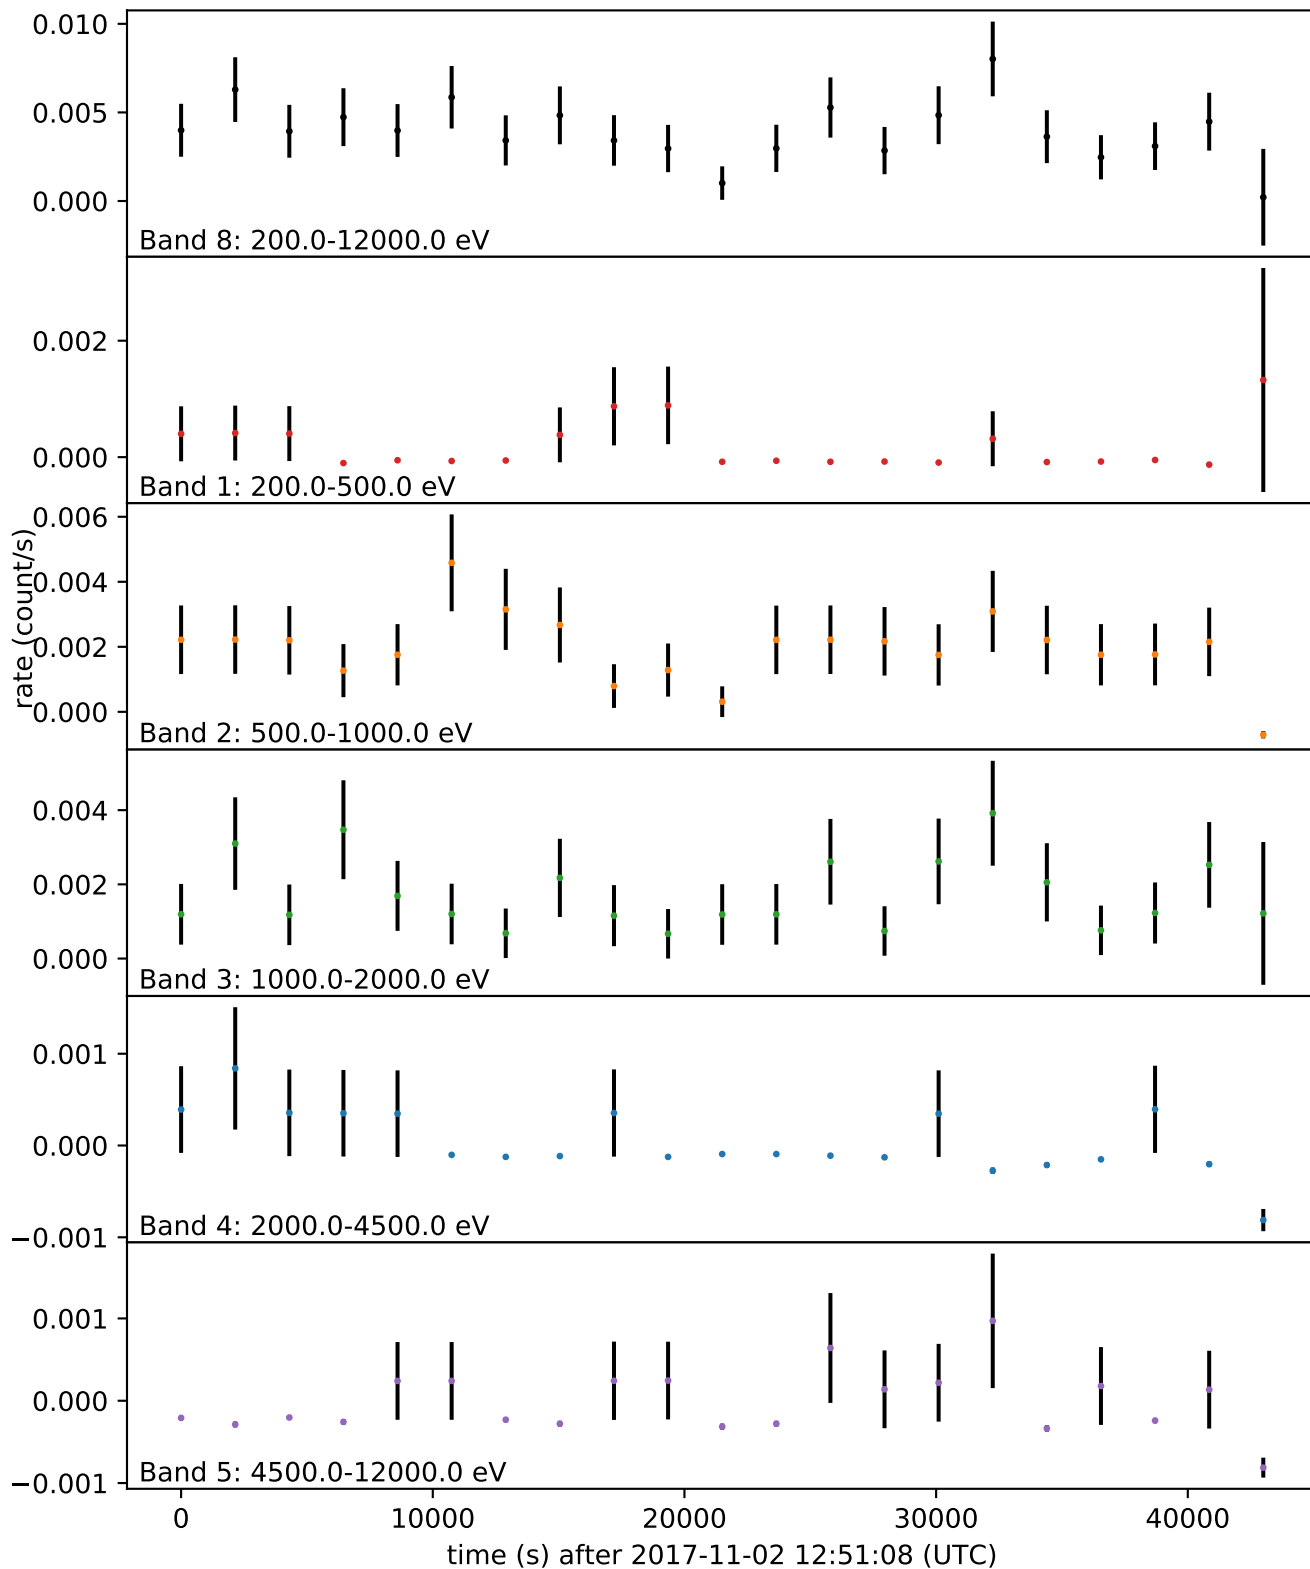 0.010
0.005
0.000
Band 8: 200.0-12000.0 eV
0.002
0.000
Band 1: 200.0-500.0 eV
rate (count/s)
0.006
0.004
0.002
0.000
Band 2: 500.0-1000.0 eV
0.004
0.002
0.000
Band 3: 1000.0-2000.0 eV
0.001
0.000
−0.001
Band 4: 2000.0-4500.0 eV
0.001
0.000
−0.001
Band 5: 4500.0-12000.0 eV
0 10000 20000 30000 40000
time (s) after 2017-11-02 12:51:08 (UTC)